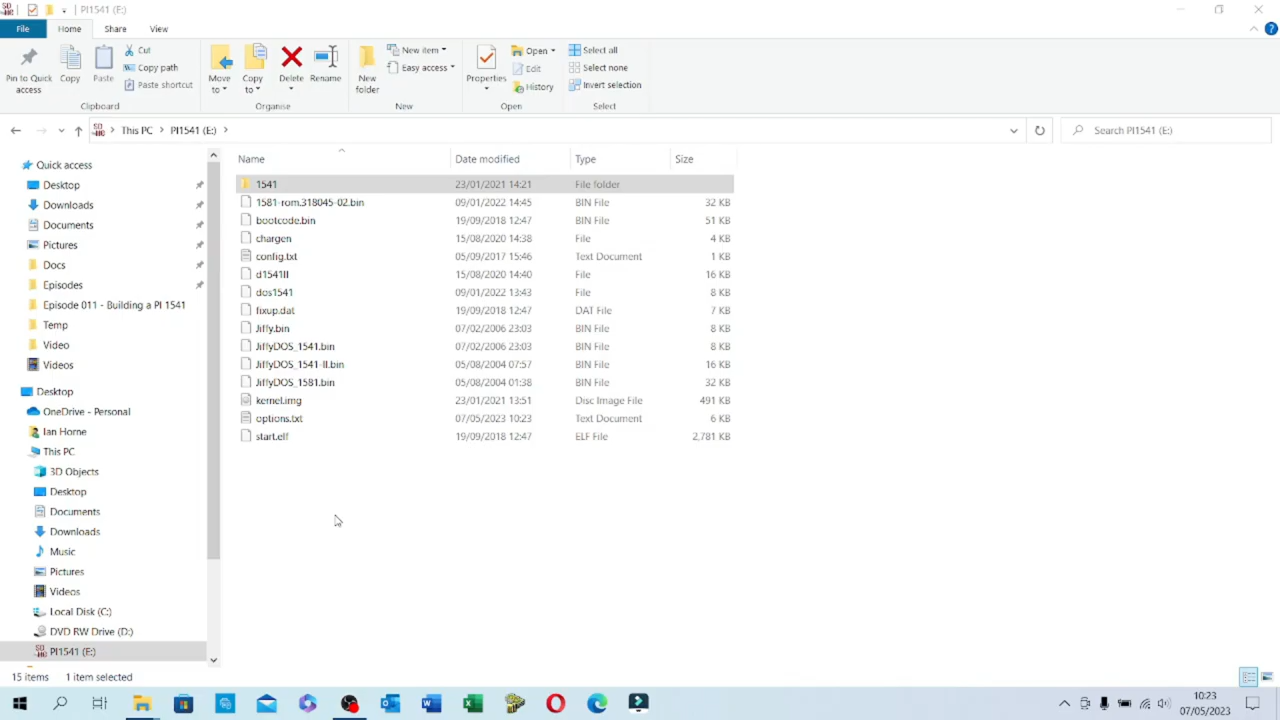 PI1541 (E:)
File Home Share View
Pin to Quick access
Copy
Paste
Cut
Copy path
Paste shortcut
Clipboard
Move to
Copy to
Delete
Rename
Organise
New folder
New item
Easy access
New
Properties
Open
Edit
History
Open
Select all
Select none
Invert selection
Select
This PC > PI1541 (E:) >
Search PI1541 (E:)
Quick access
Desktop
Downloads
Documents
Pictures
Docs
Episodes
Episode 011 - Building a PI 1541
Temp
Video
Videos
Desktop
OneDrive - Personal
Ian Horne
This PC
3D Objects
Desktop
Documents
Downloads
Music
Pictures
Videos
Local Disk (C:)
DVD RW Drive (D:)
PI1541 (E:)
Name Date modified Type Size
1541 23/01/2021 14:21 File folder
1581-rom.318045-02.bin 09/01/2022 14:45 BIN File 32 KB
bootcode.bin 19/09/2018 12:47 BIN File 51 KB
chargen 15/08/2020 14:38 File 4 KB
config.txt 05/09/2017 15:46 Text Document 1 KB
d1541II 15/08/2020 14:40 File 16 KB
dos1541 09/01/2022 13:43 File 8 KB
fixup.dat 19/09/2018 12:47 DAT File 7 KB
Jiffy.bin 07/02/2006 23:03 BIN File 8 KB
JiffyDOS_1541.bin 07/02/2006 23:03 BIN File 8 KB
JiffyDOS_1541-II.bin 05/08/2004 07:57 BIN File 16 KB
JiffyDOS_1581.bin 05/08/2004 01:38 BIN File 32 KB
kernel.img 23/01/2021 13:51 Disc Image File 491 KB
options.txt 07/05/2023 10:23 Text Document 6 KB
start.elf 19/09/2018 12:47 ELF File 2,781 KB
15 items 1 item selected
10:23
07/05/2023